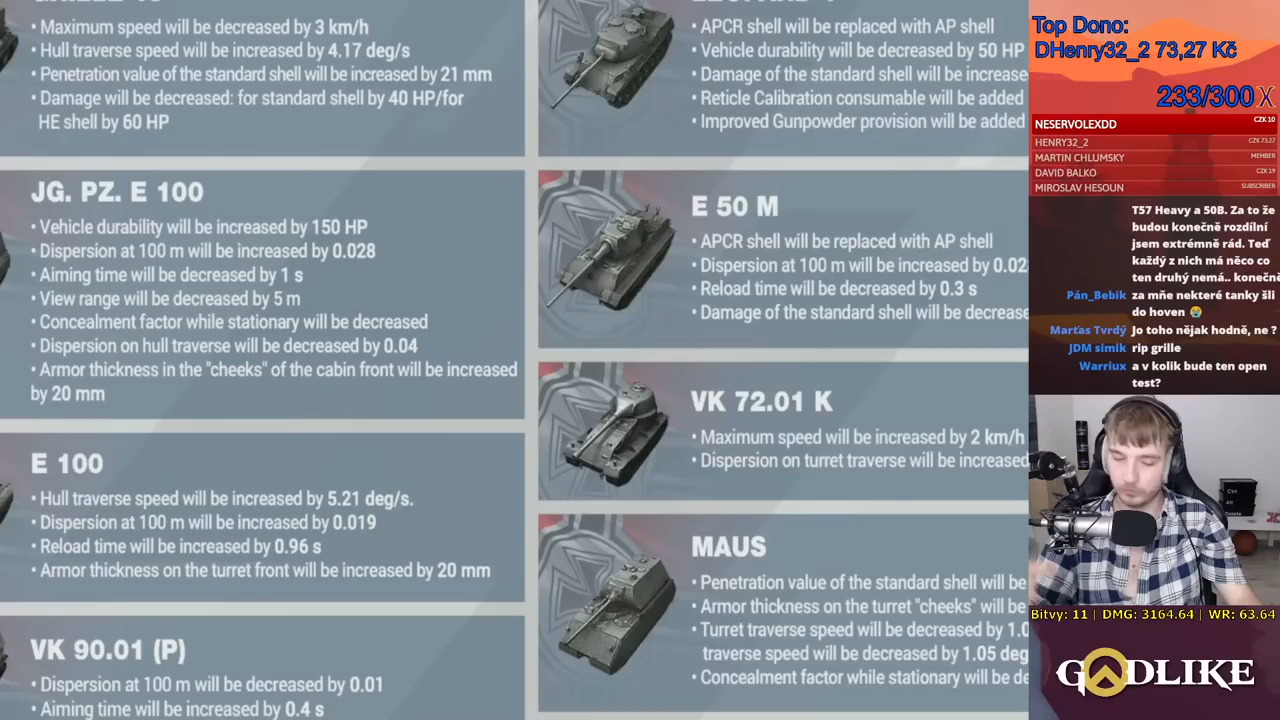 • Maximum speed will be decreased by 3 km/h
• Hull traverse speed will be increased by 4.17 deg/s
• Penetration value of the standard shell will be increased by 21 mm
• Damage will be decreased: for standard shell by 40 HP/for
HE shell by 60 HP
JG. PZ. E 100
• Vehicle durability will be increased by 150 HP
• Dispersion at 100 m will be increased by 0.028
• Aiming time will be decreased by 1 s
• View range will be decreased by 5 m
• Concealment factor while stationary will be decreased
• Dispersion on hull traverse will be decreased by 0.04
• Armor thickness in the "cheeks" of the cabin front will be increased
by 20 mm
E 100
• Hull traverse speed will be increased by 5.21 deg/s.
• Dispersion at 100 m will be increased by 0.019
• Reload time will be increased by 0.96 s
• Armor thickness on the turret front will be increased by 20 mm
VK 90.01 (P)
• Dispersion at 100 m will be decreased by 0.01
• Aiming time will be decreased by 0.4 s
• APCR shell will be replaced with AP shell
• Vehicle durability will be decreased by 50 HP
• Damage of the standard shell will be increase
• Reticle Calibration consumable will be added
• Improved Gunpowder provision will be added
E 50 M
• APCR shell will be replaced with AP shell
• Dispersion at 100 m will be increased by 0.02
• Reload time will be decreased by 0.3 s
• Damage of the standard shell will be decrease
VK 72.01 K
• Maximum speed will be increased by 2 km/h
• Dispersion on turret traverse will be increased
MAUS
• Penetration value of the standard shell will be
• Armor thickness on the turret "cheeks" will be
• Turret traverse speed will be decreased by 1.0
traverse speed will be decreased by 1.05 deg
• Concealment factor while stationary will be de
Top Dono:
DHenry32_2 73,27 Kč
233/300 X
NESERVOLEXDD CZK 10
HENRY32_2 CZK 73.27
MARTIN CHLUMSKY MEMBER
DAVID BALKO CZK 19
MIROSLAV HESOUN SUBSCRIBER
T57 Heavy a 50B. Za to že
budou konečně rozdílní
jsem extrémně rád. Teď
každý z nich má něco co
ten druhý nemá.. konečně
Pán_Bebik za mňe nekteré tanky šli
do hoven 😭
Marťas Tvrdý Jo toho nějak hodně, ne ?
JDM simik rip grille
Warriux a v kolik bude ten open
test?
Ctrl
Alt
Delete
Bitvy: 11 | DMG: 3164.64 | WR: 63.64
GODLIKE